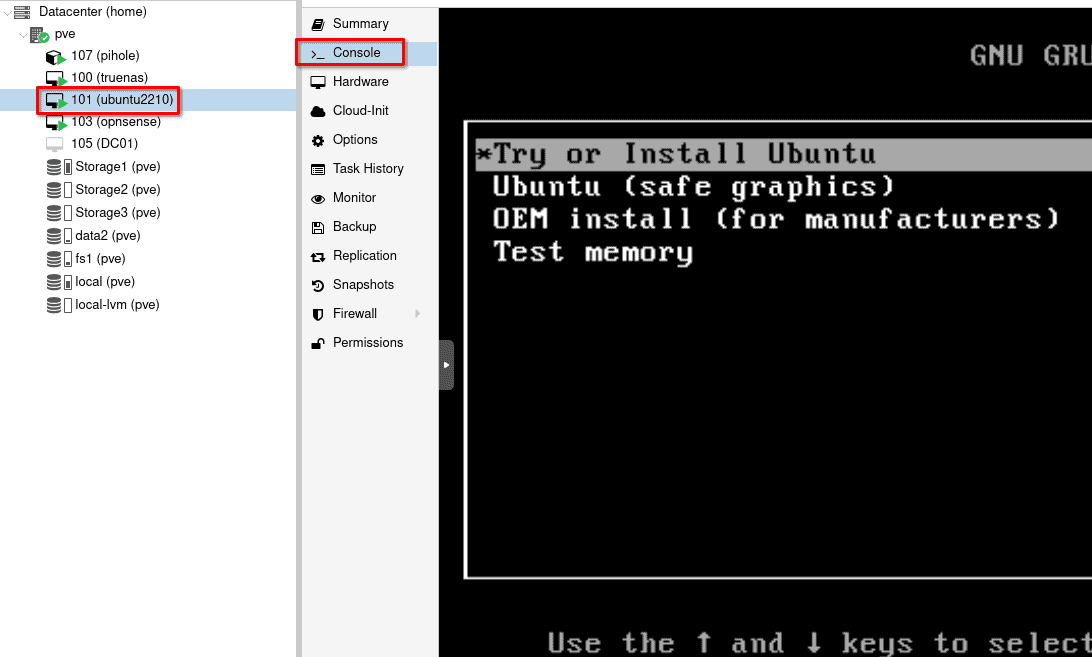 Datacenter (home)
pve
107 (pihole)
100 (truenas)
101 (ubuntu2210)
103 (opnsense)
105 (DC01)
Storage1 (pve)
Storage2 (pve)
Storage3 (pve)
data2 (pve)
fs1 (pve)
local (pve)
local-lvm (pve)
Summary
Console
Hardware
Cloud-Init
Options
Task History
Monitor
Backup
Replication
Snapshots
Firewall
Permissions
GNU GRU
*Try or Install Ubuntu
Ubuntu (safe graphics)
OEM install (for manufacturers)
Test memory
Use the ↑ and ↓ keys to select